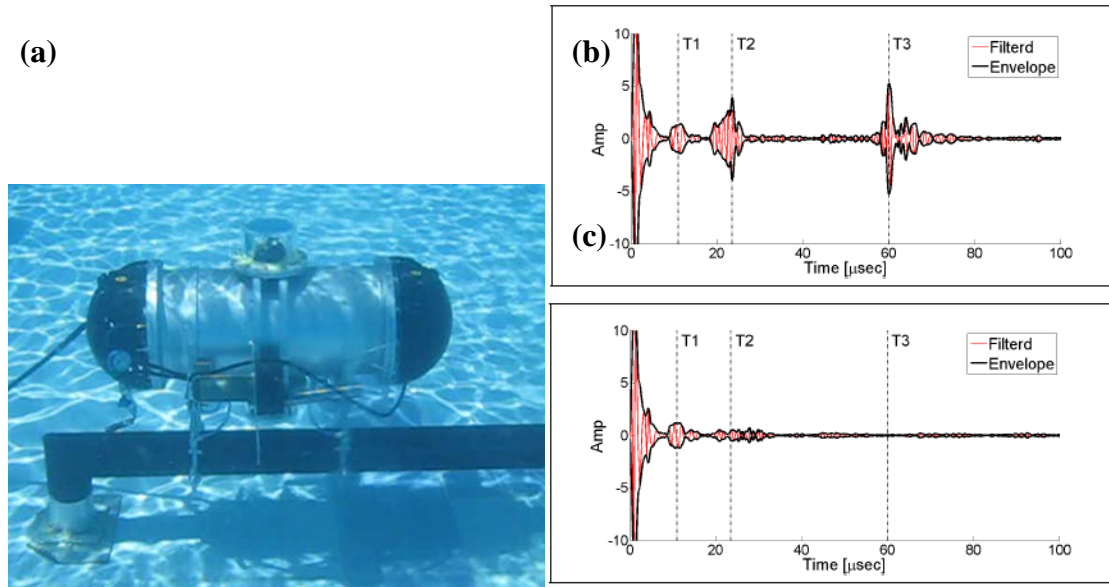 (a)
(b)
10
5
0
-5
-10
Amp
T1 T2 T3
Filterd
Envelope
0 20 40 60 80 100
Time [μsec]
(c)
10
5
0
-5
-10
Amp
T1 T2 T3
Filterd
Envelope
0 20 40 60 80 100
Time [μsec]